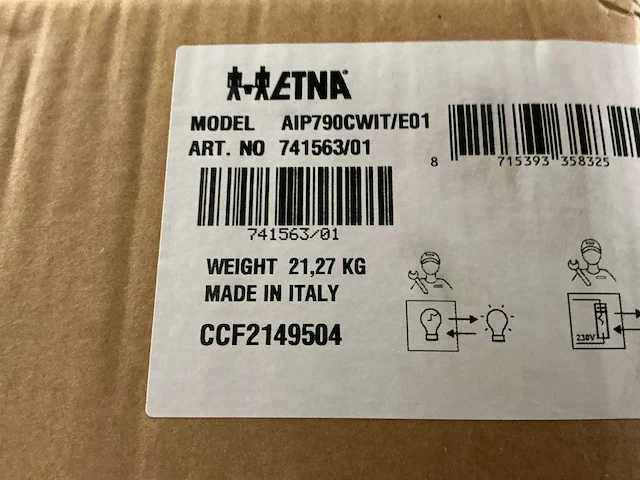 ETNA
MODEL AIP790CWIT/E01
ART. NO 741563/01
8 715393 358325
741563/01
WEIGHT 21,27 KG
MADE IN ITALY
CCF2149504
230V